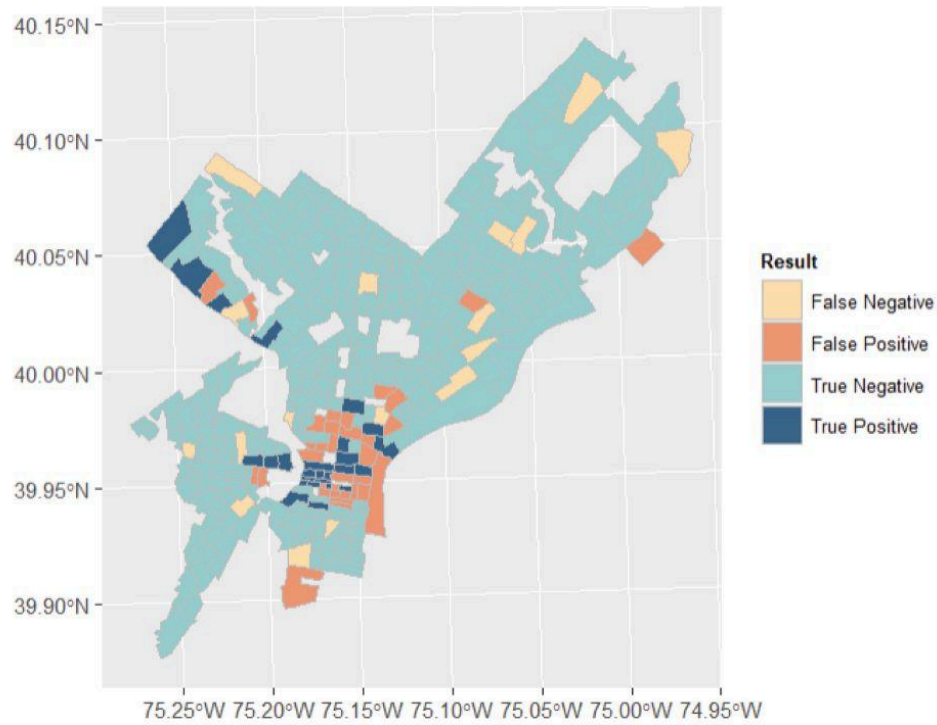 40.15°N
40.10°N
40.05°N
40.00°N
39.95°N
39.90°N
75.25°W 75.20°W 75.15°W 75.10°W 75.05°W 75.00°W 74.95°W
Result
False Negative
False Positive
True Negative
True Positive